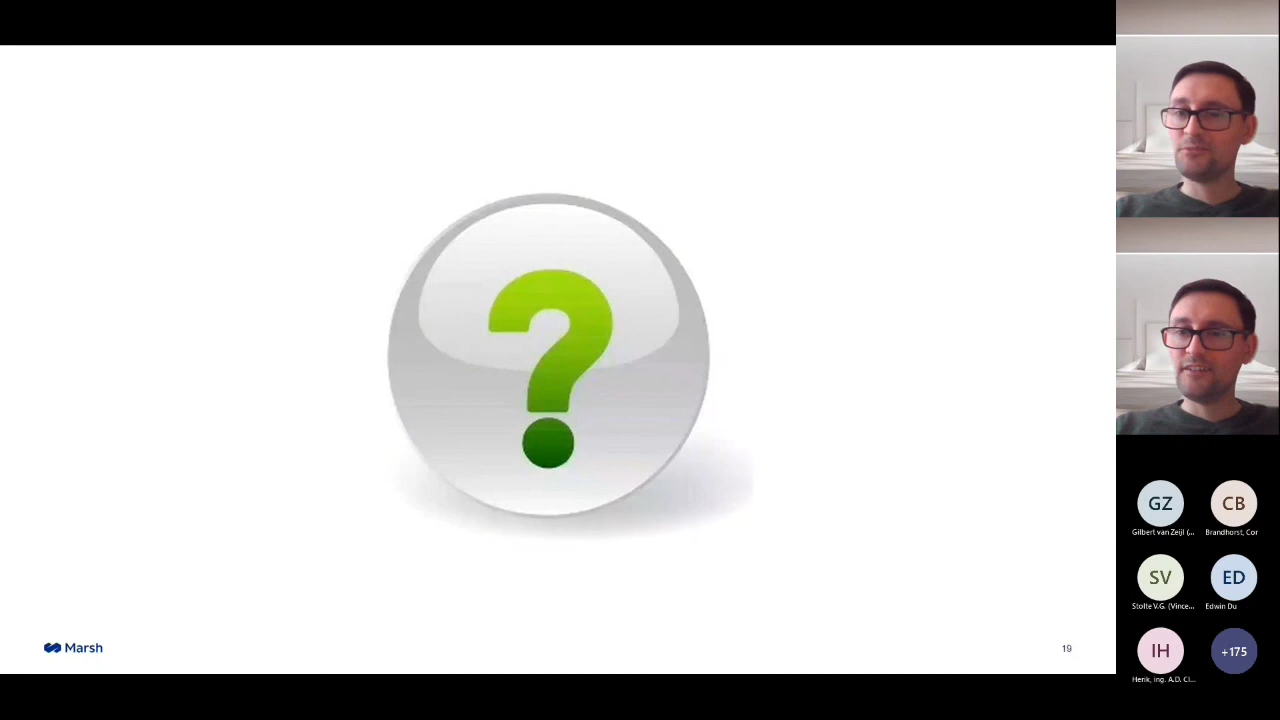 ?
Marsh
19
GZ
CB
Gilbert van Zeijl (...
Brandhorst, Cor
SV
ED
Stolte V.G. (Vince...
Edwin Du
IH
+175
Henk, ing. A.D. Cl...